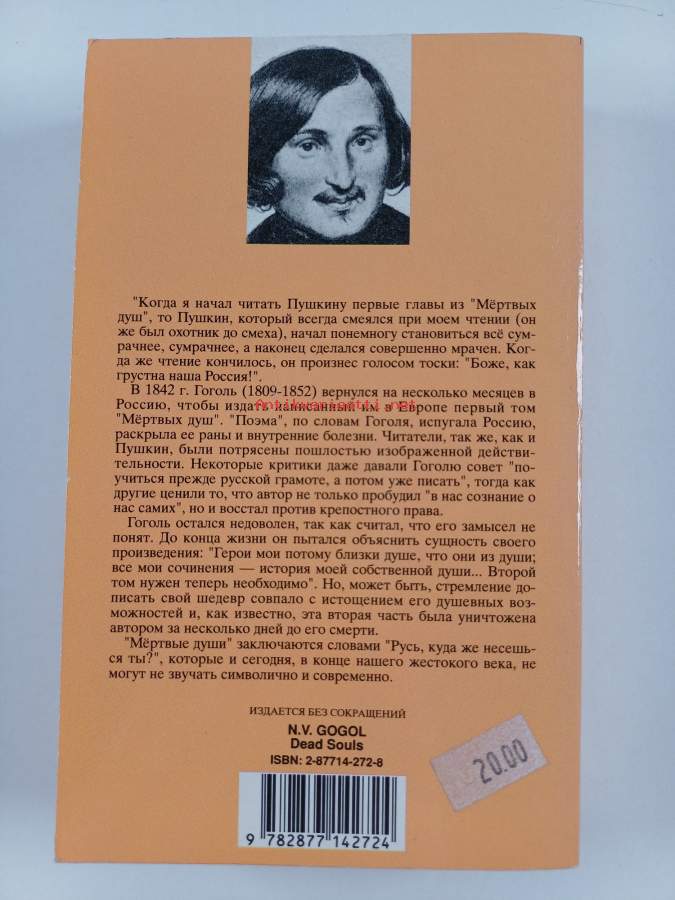 "Когда я начал читать Пушкину первые главы из "Мёртвых
душ", то Пушкин, который всегда смеялся при моем чтении (он
же был охотник до смеха), начал понемногу становиться всё сум-
рачнее, сумрачнее, а наконец сделался совершенно мрачен. Ког-
да же чтение кончилось, он произнес голосом тоски: "Боже, как
грустна наша Россия!".
В 1842 г. Гоголь (1809-1852) вернулся на несколько месяцев в
Россию, чтобы издать написанный им в Европе первый том
"Мёртвых душ". "Поэма", по словам Гоголя, испугала Россию,
раскрыла ее раны и внутренние болезни. Читатели, так же, как и
Пушкин, были потрясены пошлостью изображенной действи-
тельности. Некоторые критики даже давали Гоголю совет "по-
учиться прежде русской грамоте, а потом уже писать", тогда как
другие ценили то, что автор не только пробудил "в нас сознание о
нас самих", но и восстал против крепостного права.
Гоголь остался недоволен, так как считал, что его замысел не
понят. До конца жизни он пытался объяснить сущность своего
произведения: "Герои мои потому близки душе, что они из души;
все мои сочинения — история моей собственной души... Второй
том нужен теперь необходимо". Но, может быть, стремление до-
писать свой шедевр совпало с истощением его душевных воз-
можностей и, как известно, эта вторая часть была уничтожена
автором за несколько дней до его смерти.
"Мёртвые души" заключаются словами "Русь, куда же несешь-
ся ты?", которые и сегодня, в конце нашего жестокого века, не
могут не звучать символично и современно.
ИЗДАЕТСЯ БЕЗ СОКРАЩЕНИЙ
N.V. GOGOL
Dead Souls
ISBN: 2-87714-272-8
20.00
9 782877 142724